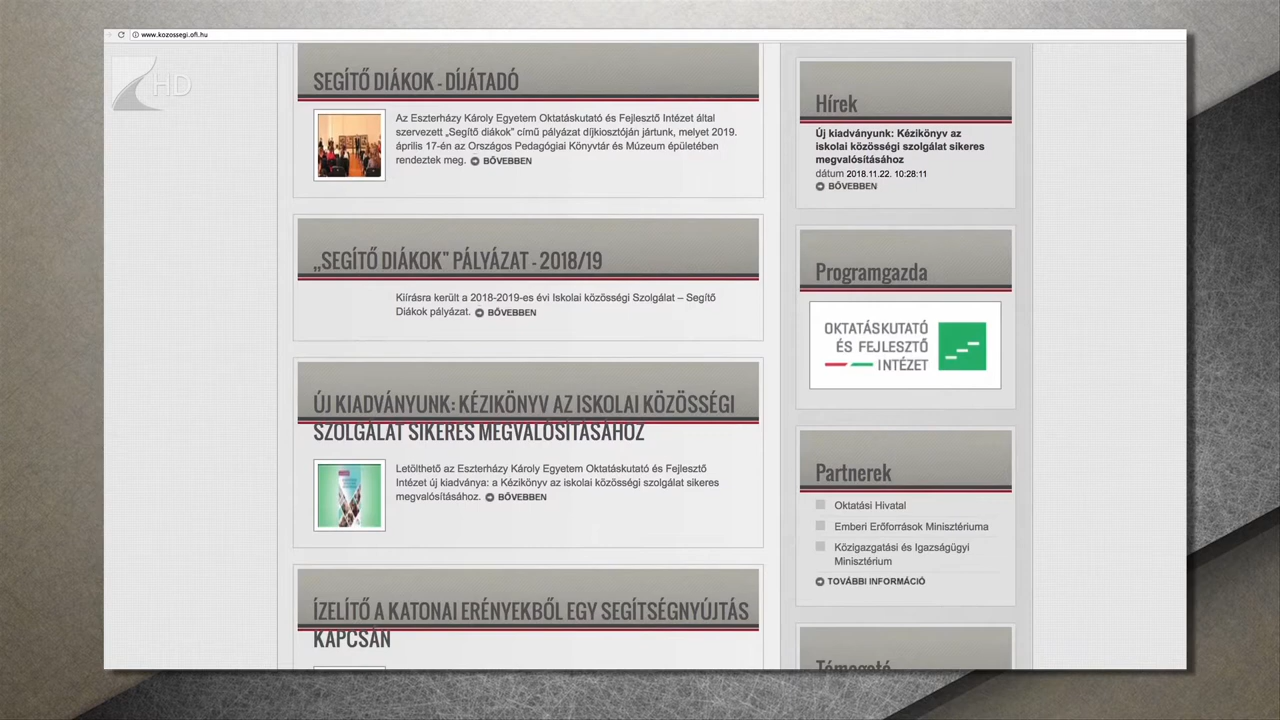 www.kozossegi.ofi.hu
HD
SEGÍTŐ DIÁKOK - DÍJÁTADÓ
Az Eszterházy Károly Egyetem Oktatáskutató és Fejlesztő Intézet által
szervezett „Segítő diákok” című pályázat díjkiosztóján jártunk, melyet 2019.
április 17-én az Országos Pedagógiai Könyvtár és Múzeum épületében
rendeztek meg. BŐVEBBEN
„SEGÍTŐ DIÁKOK” PÁLYÁZAT - 2018/19
Kiírásra került a 2018-2019-es évi Iskolai közösségi Szolgálat – Segítő
Diákok pályázat. BŐVEBBEN
ÚJ KIADVÁNYUNK: KÉZIKÖNYV AZ ISKOLAI KÖZÖSSÉGI
SZOLGÁLAT SIKERES MEGVALÓSÍTÁSÁHOZ
Letölthető az Eszterházy Károly Egyetem Oktatáskutató és Fejlesztő
Intézet új kiadványa: a Kézikönyv az iskolai közösségi szolgálat sikeres
megvalósításához. BŐVEBBEN
ÍZELÍTŐ A KATONAI ERÉNYEKBŐL EGY SEGÍTSÉGNYÚJTÁS
KAPCSÁN
Hírek
Új kiadványunk: Kézikönyv az
iskolai közösségi szolgálat sikeres
megvalósításához
dátum 2018.11.22. 10:28:11
BŐVEBBEN
Programgazda
OKTATÁSKUTATÓ
ÉS FEJLESZTŐ
INTÉZET
Partnerek
Oktatási Hivatal
Emberi Erőforrások Minisztériuma
Közigazgatási és Igazságügyi
Minisztérium
TOVÁBBI INFORMÁCIÓ
Támogató